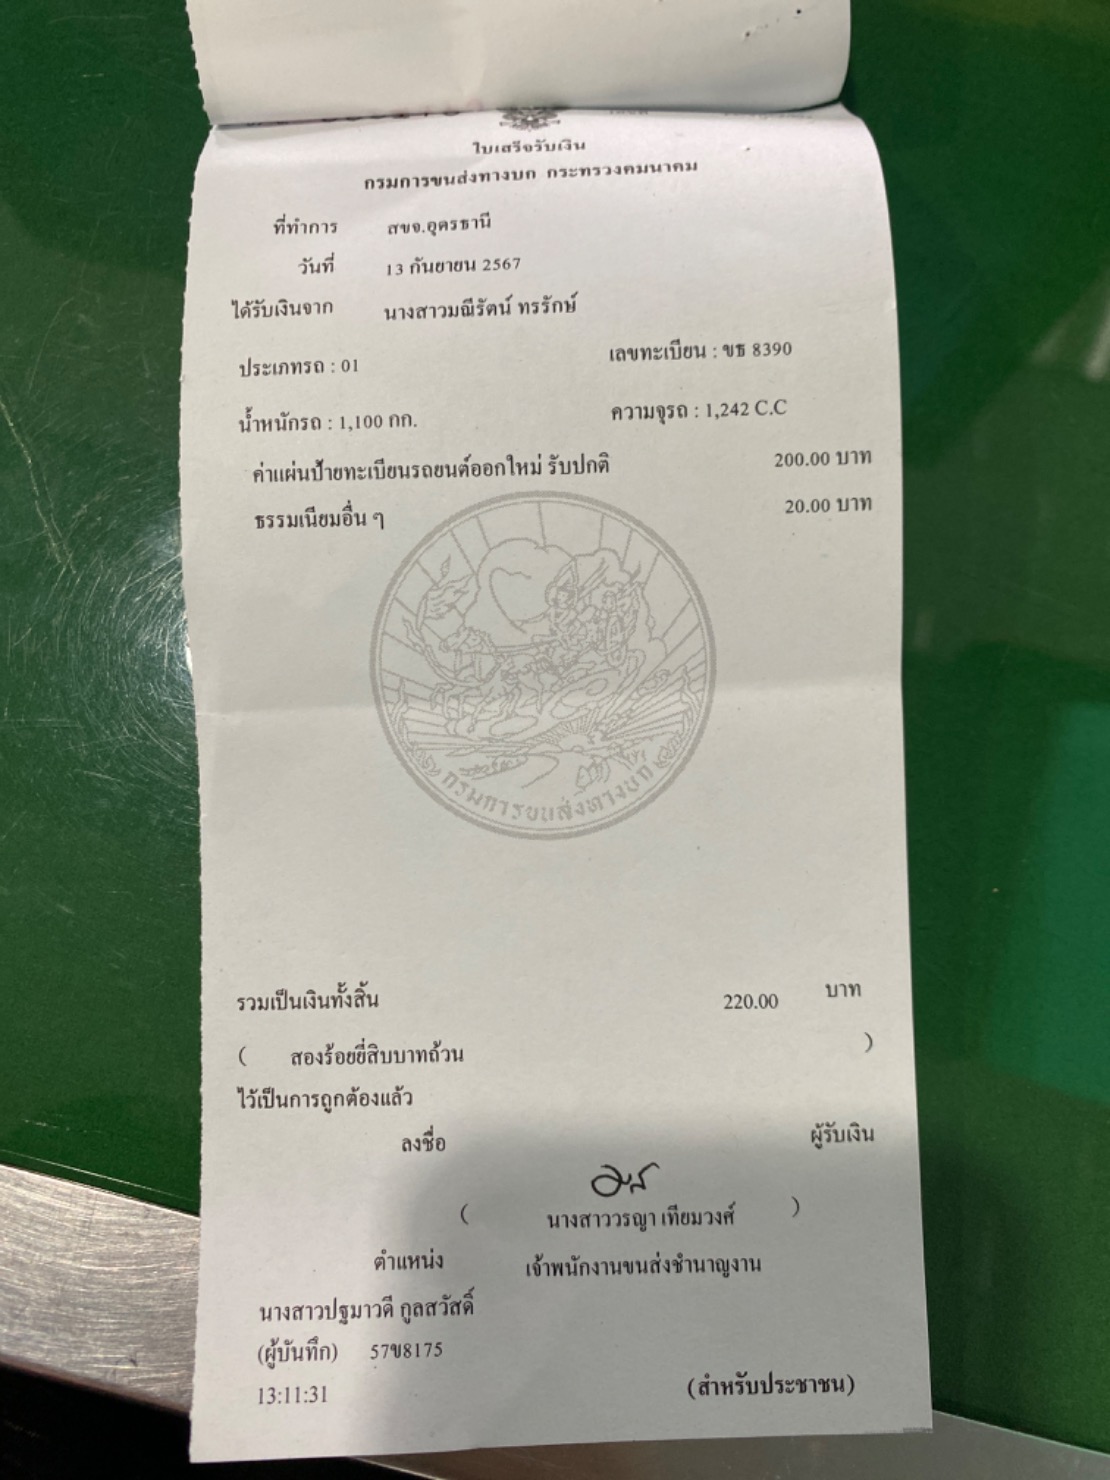 ใบเสร็จรับเงิน
กรมการขนส่งทางบก กระทรวงคมนาคม
ที่ทำการ สขจ.อุดรธานี
วันที่ 13 กันยายน 2567
ได้รับเงินจาก นางสาวมณีรัตน์ ทรรักษ์
ประเภทรถ : 01 เลขทะเบียน : ขธ 8390
น้ำหนักรถ : 1,100 กก. ความจุรถ : 1,242 C.C
ค่าแผ่นป้ายทะเบียนรถยนต์ออกใหม่ รับปกติ 200.00 บาท
ธรรมเนียมอื่น ๆ 20.00 บาท
กรมการขนส่งทางบก
รวมเป็นเงินทั้งสิ้น 220.00 บาท
( สองร้อยยี่สิบบาทถ้วน )
ไว้เป็นการถูกต้องแล้ว
ลงชื่อ ผู้รับเงิน
( นางสาววรญา เทียมวงศ์ )
ตำแหน่ง เจ้าพนักงานขนส่งชำนาญงาน
นางสาวปฐมาวดี กูลสวัสดิ์
(ผู้บันทึก) 57ข8175
13:11:31 (สำหรับประชาชน)